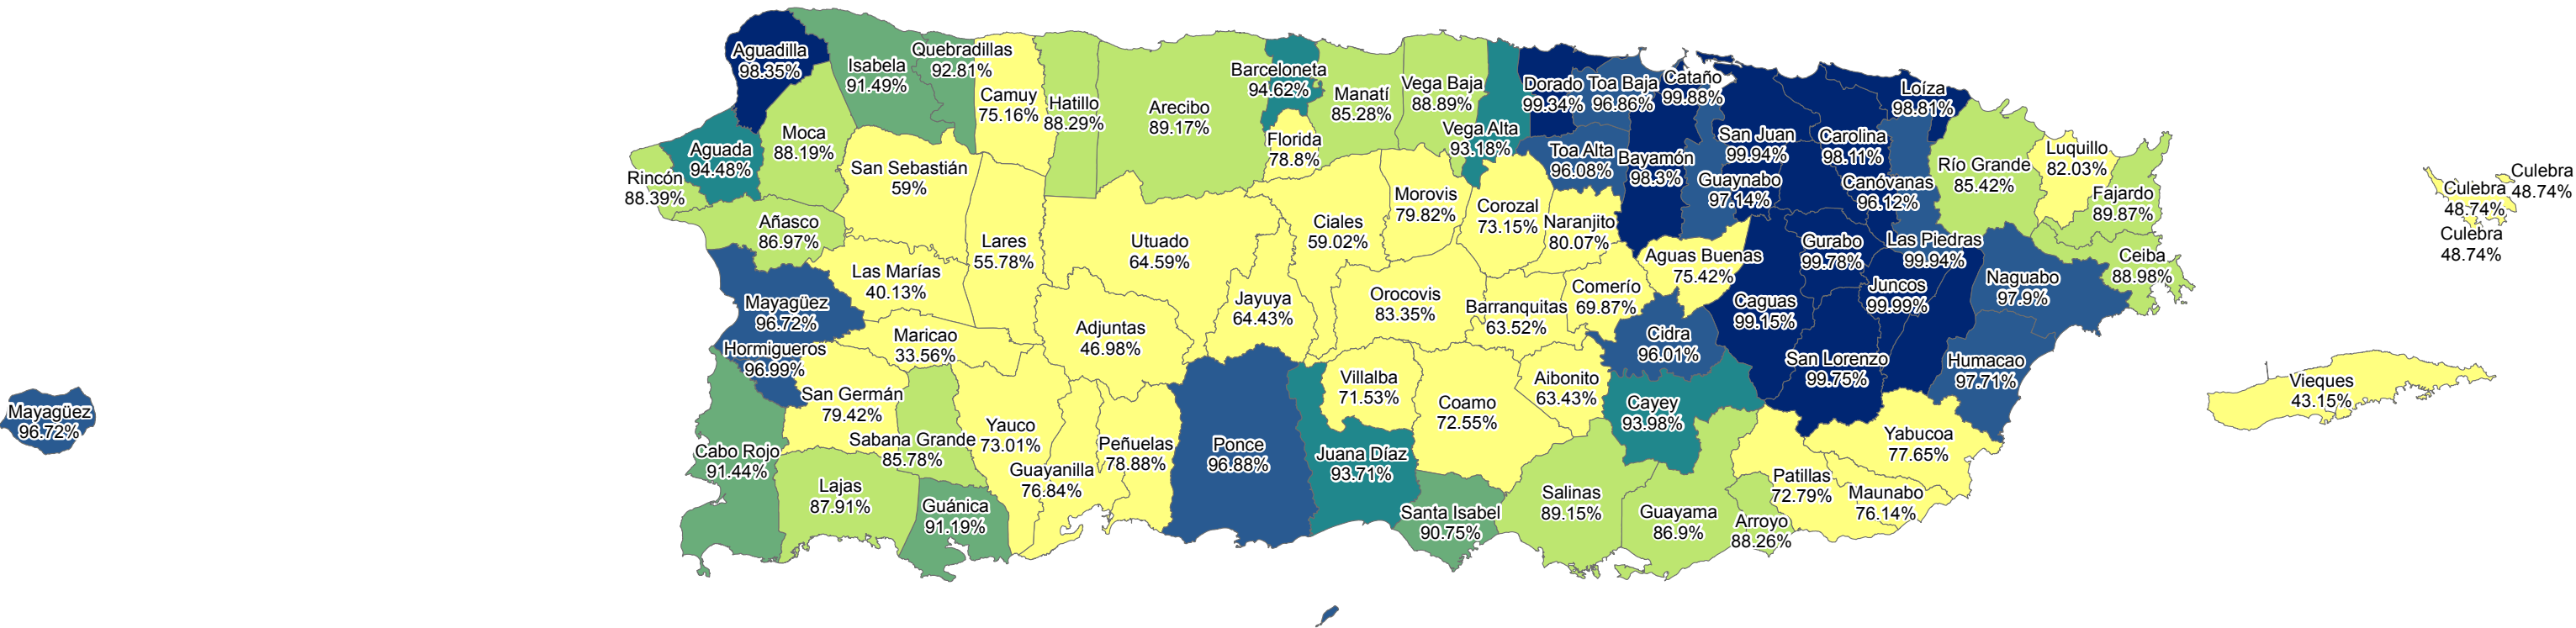 Aguadilla
98.35%
Isabela
91.49%
Quebradillas
92.81%
Camuy
75.16%
Hatillo
88.29%
Arecibo
89.17%
Barceloneta
94.62%
Florida
78.8%
Manatí
85.28%
Vega Baja
88.89%
Vega Alta
93.18%
Dorado
99.34%
Toa Baja
96.86%
Cataño
99.88%
Loíza
98.81%
Toa Alta
96.08%
Bayamón
98.3%
San Juan
99.94%
Carolina
98.11%
Guaynabo
97.14%
Canóvanas
96.12%
Río Grande
85.42%
Luquillo
82.03%
Fajardo
89.87%
Culebra
48.74%
Culebra
48.74%
Culebra
48.74%
Moca
88.19%
Aguada
94.48%
Rincón
88.39%
San Sebastián
59%
Añasco
86.97%
Lares
55.78%
Utuado
64.59%
Ciales
59.02%
Morovis
79.82%
Corozal
73.15%
Naranjito
80.07%
Aguas Buenas
75.42%
Gurabo
99.78%
Las Piedras
99.94%
Juncos
99.99%
Naguabo
97.9%
Ceiba
88.98%
Las Marías
40.13%
Mayagüez
96.72%
Maricao
33.56%
Adjuntas
46.98%
Jayuya
64.43%
Orocovis
83.35%
Barranquitas
63.52%
Comerío
69.87%
Caguas
99.15%
Cidra
96.01%
San Lorenzo
99.75%
Humacao
97.71%
Hormigueros
96.99%
San Germán
79.42%
Mayagüez
96.72%
Cabo Rojo
91.44%
Sabana Grande
85.78%
Yauco
73.01%
Guayanilla
76.84%
Peñuelas
78.88%
Ponce
96.88%
Juana Díaz
93.71%
Villalba
71.53%
Coamo
72.55%
Aibonito
63.43%
Cayey
93.98%
Yabucoa
77.65%
Vieques
43.15%
Lajas
87.91%
Guánica
91.19%
Santa Isabel
90.75%
Salinas
89.15%
Guayama
86.9%
Arroyo
88.26%
Patillas
72.79%
Maunabo
76.14%